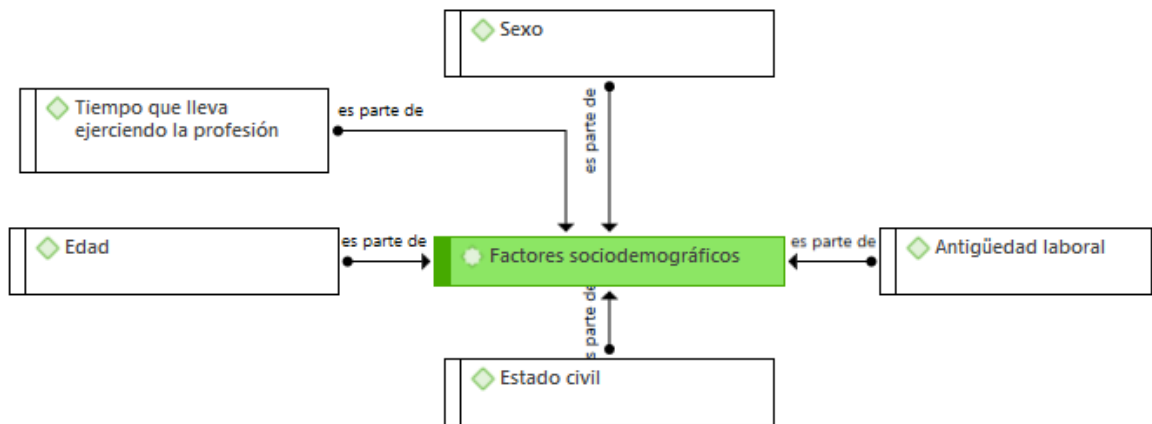 Sexo
Tiempo que lleva
ejerciendo la profesión
es parte de
es parte de
Edad
es parte de
Factores sociodemográficos
es parte de
Antigüedad laboral
es parte de
Estado civil